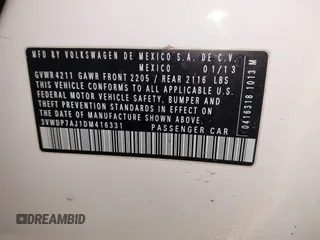 MFD. BY VOLKSWAGEN DE MEXICO S.A. DE C.V.
MEXICO 01/13
GVWR4211 GAWR FRONT 2205 / REAR 2116 LBS
THIS VEHICLE CONFORMS TO ALL APPLICABLE
FEDERAL MOTOR VEHICLE SAFETY, BUMPER AND
THEFT PREVENTION STANDARDS IN EFFECT ON
THE DATE OF MANUFACTURE SHOWN ABOVE.
3VWDP7AJ1DM416331 PASSENGER CAR
0416318 1013 M
DREAMBID